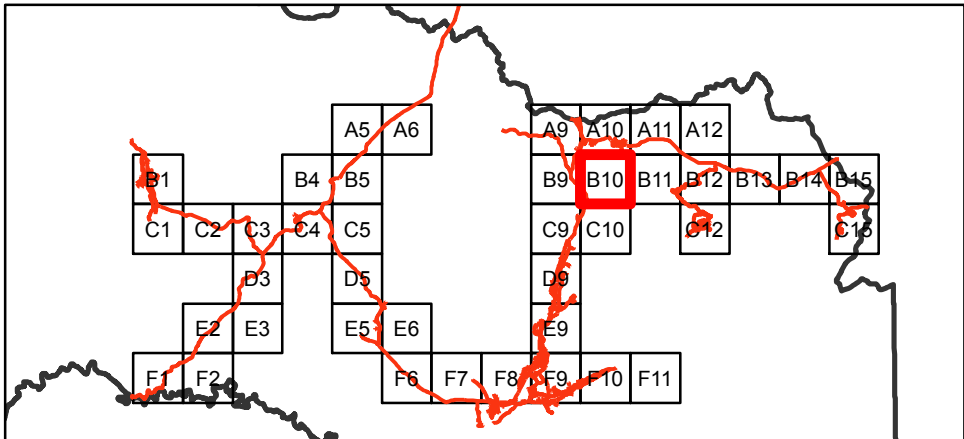 A5 A6 A9 A10 A11 A12
B1 B4 B5 B9 B10 B11 B12 B13 B14 B15
C1 C2 C3 C4 C5 C9 C10 C12 C15
D3 D5 D9
E2 E3 E5 E6 E9
F1 F2 F6 F7 F8 F9 F10 F11